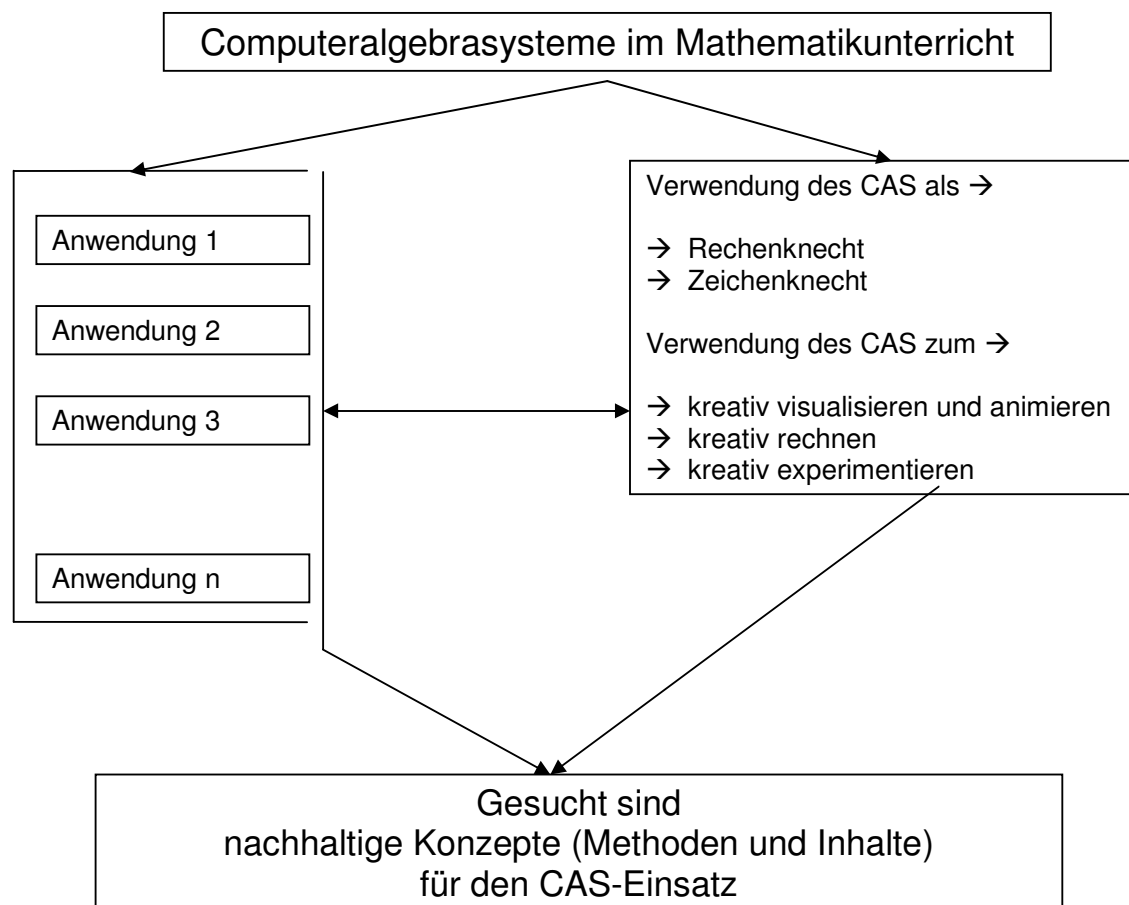 Computeralgebrasysteme im Mathematikunterricht
Anwendung 1
Anwendung 2
Anwendung 3
Anwendung n
Verwendung des CAS als →
→ Rechenknecht
→ Zeichenknecht
Verwendung des CAS zum →
→ kreativ visualisieren und animieren
→ kreativ rechnen
→ kreativ experimentieren
Gesucht sind
nachhaltige Konzepte (Methoden und Inhalte)
für den CAS-Einsatz